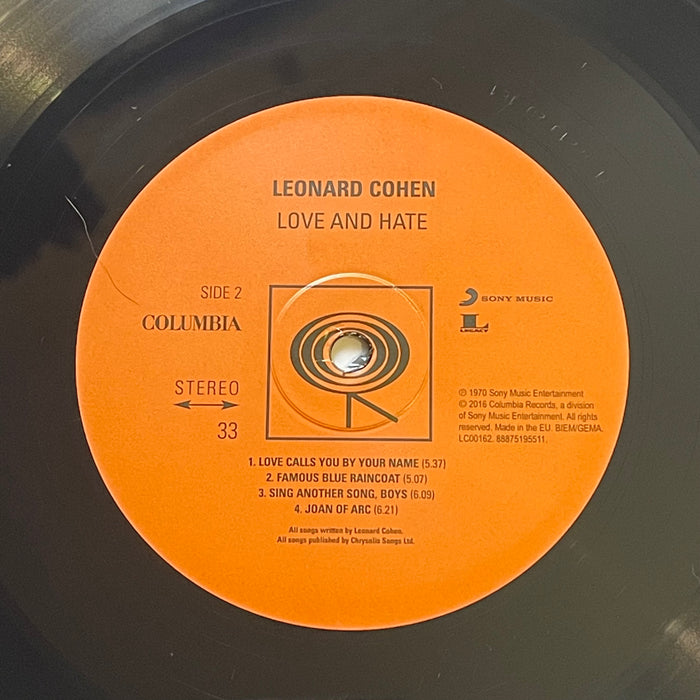 LEONARD COHEN
LOVE AND HATE
SIDE 2
COLUMBIA
STEREO
33
SONY MUSIC
L
LEGACY
℗ 1970 Sony Music Entertainment
© 2016 Columbia Records, a division
of Sony Music Entertainment. All rights
reserved. Made in the EU. BIEM/GEMA.
LC00162. 88875195511.
1. LOVE CALLS YOU BY YOUR NAME (5.37)
2. FAMOUS BLUE RAINCOAT (5.07)
3. SING ANOTHER SONG, BOYS (6.09)
4. JOAN OF ARC (6.21)
All songs written by Leonard Cohen.
All songs published by Chrysalis Songs Ltd.